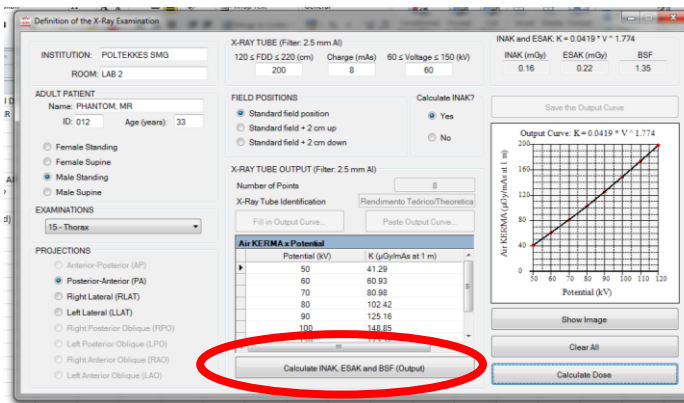 Definition of the X-Ray Examination
INSTITUTION: POLTEKKES SMG
ROOM: LAB 2
ADULT PATIENT
Name: PHANTOM, MR
ID: 012 Age (years): 33
Female Standing
Female Supine
Male Standing
Male Supine
EXAMINATIONS
15 - Thorax
PROJECTIONS
Anterior-Posterior (AP)
Posterior-Anterior (PA)
Right Lateral (RLAT)
Left Lateral (LLAT)
Right Posterior Oblique (RPO)
Left Posterior Oblique (LPO)
Right Anterior Oblique (RAO)
Left Anterior Oblique (LAO)
X-RAY TUBE (Filter: 2.5 mm Al)
120 ≤ FDD ≤ 220 (cm) Charge (mAs) 60 ≤ Voltage ≤ 150 (kV)
200 8 60
FIELD POSITIONS
Standard field position
Standard field + 2 cm up
Standard field + 2 cm down
Calculate INAK?
Yes
No
X-RAY TUBE OUTPUT (Filter: 2.5 mm Al)
Number of Points 8
X-Ray Tube Identification Rendimento Teórico/Theoretica
Fill in Output Curve... Paste Output Curve...
Air KERMA x Potential
Potential (kV) K (µGy/mAs at 1 m)
50 41.29
60 60.93
70 80.98
80 102.42
90 125.16
100 148.85
Calculate INAK, ESAK and BSF (Output)
INAK and ESAK: K = 0.0419 * V ^ 1.774
INAK (mGy) ESAK (mGy) BSF
0.16 0.22 1.35
Save the Output Curve
Output Curve: K = 0.0419 * V ^ 1.774
Air KERMA (µGy/mAs at 1 m)
200
160
120
80
40
0
50 60 70 80 90 100 110 120
Potential (kV)
Show Image
Clear All
Calculate Dose